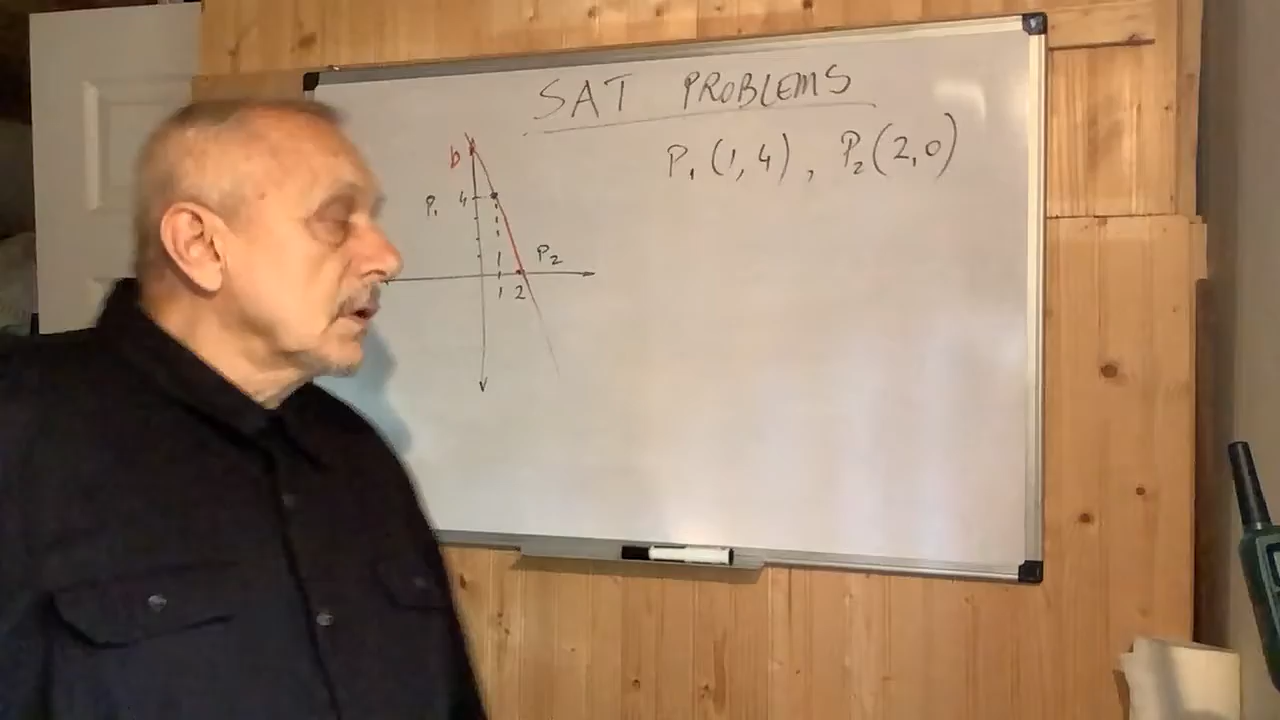 SAT PROBLEMS
P₁(1,4), P₂(2,0)
b
P₁ 4
P₂
1 2